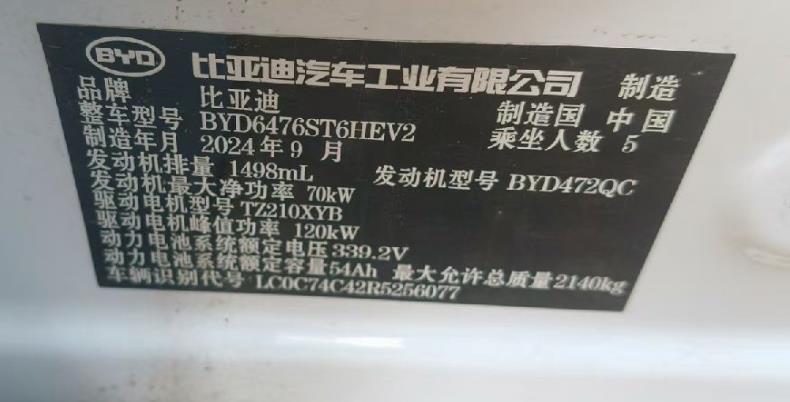 BYD 比亚迪汽车工业有限公司 制造
品牌 比亚迪 制造国 中国
整车型号 BYD6476ST6HEV2 乘坐人数 5
制造年月 2024年9月
发动机排量 1498mL 发动机型号 BYD472QC
发动机最大净功率 70kW
驱动电机型号 TZ210XYB
驱动电机峰值功率 120kW
动力电池系统额定电压 339.2V
动力电池系统额定容量 54Ah 最大允许总质量 2140kg
车辆识别代号 LC0C74C42R5256077